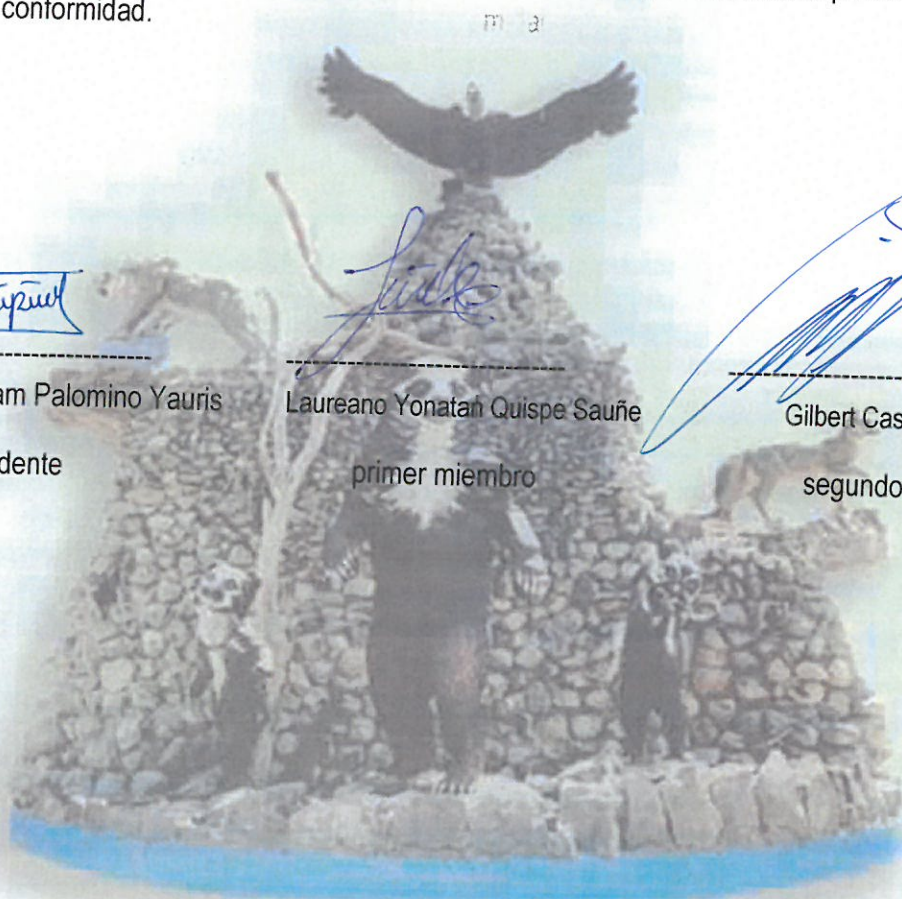 conformidad.
am Palomino Yauris
Laureano Yonatan Quispe Sauñe
Gilbert Cas
dente
primer miembro
segundo